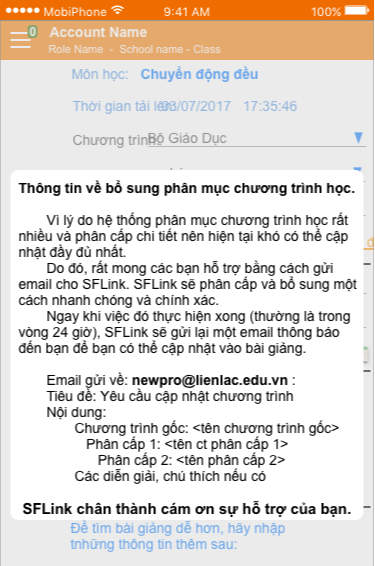 MobiPhone 9:41 AM 100%
0 Account Name
Role Name - School name - Class
Môn học: Chuyển động đều
Thời gian tải lên: 03/07/2017 17:35:46
Chương trình: Bộ Giáo Dục
Thông tin về bổ sung phân mục chương trình học.
Vì lý do hệ thống phân mục chương trình học rất
nhiều và phân cấp chi tiết nên hiện tại khó có thể cập
nhật đầy đủ nhất.
Do đó, rất mong các bạn hỗ trợ bằng cách gửi
email cho SFLink. SFLink sẽ phân cấp và bổ sung một
cách nhanh chóng và chính xác.
Ngay khi việc đó thực hiện xong (thường là trong
vòng 24 giờ), SFLink sẽ gửi lại một email thông báo
đến bạn để bạn có thể cập nhật vào bài giảng.
Email gửi về: newpro@lienlac.edu.vn :
Tiêu đề: Yêu cầu cập nhật chương trình
Nội dung:
Chương trình gốc: <tên chương trình gốc>
Phân cấp 1: <tên ct phân cấp 1>
Phân cấp 2: <tên phân cấp 2>
Các diễn giải, chú thích nếu có
SFLink chân thành cám ơn sự hỗ trợ của bạn.
Để tìm bài giảng dễ hơn, hãy nhập
tnhững thông tin thêm sau: